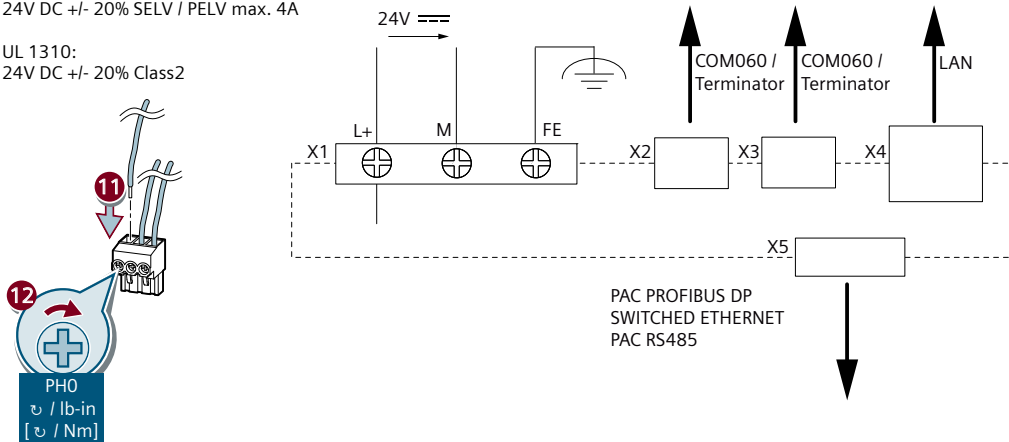 24V DC +/- 20% SELV / PELV max. 4A
UL 1310:
24V DC +/- 20% Class2
11
12
PH0
↻ / lb-in
[ ↻ / Nm]
24V
L+
M
FE
X1
X2
COM060 /
Terminator
X3
COM060 /
Terminator
X4
LAN
X5
PAC PROFIBUS DP
SWITCHED ETHERNET
PAC RS485